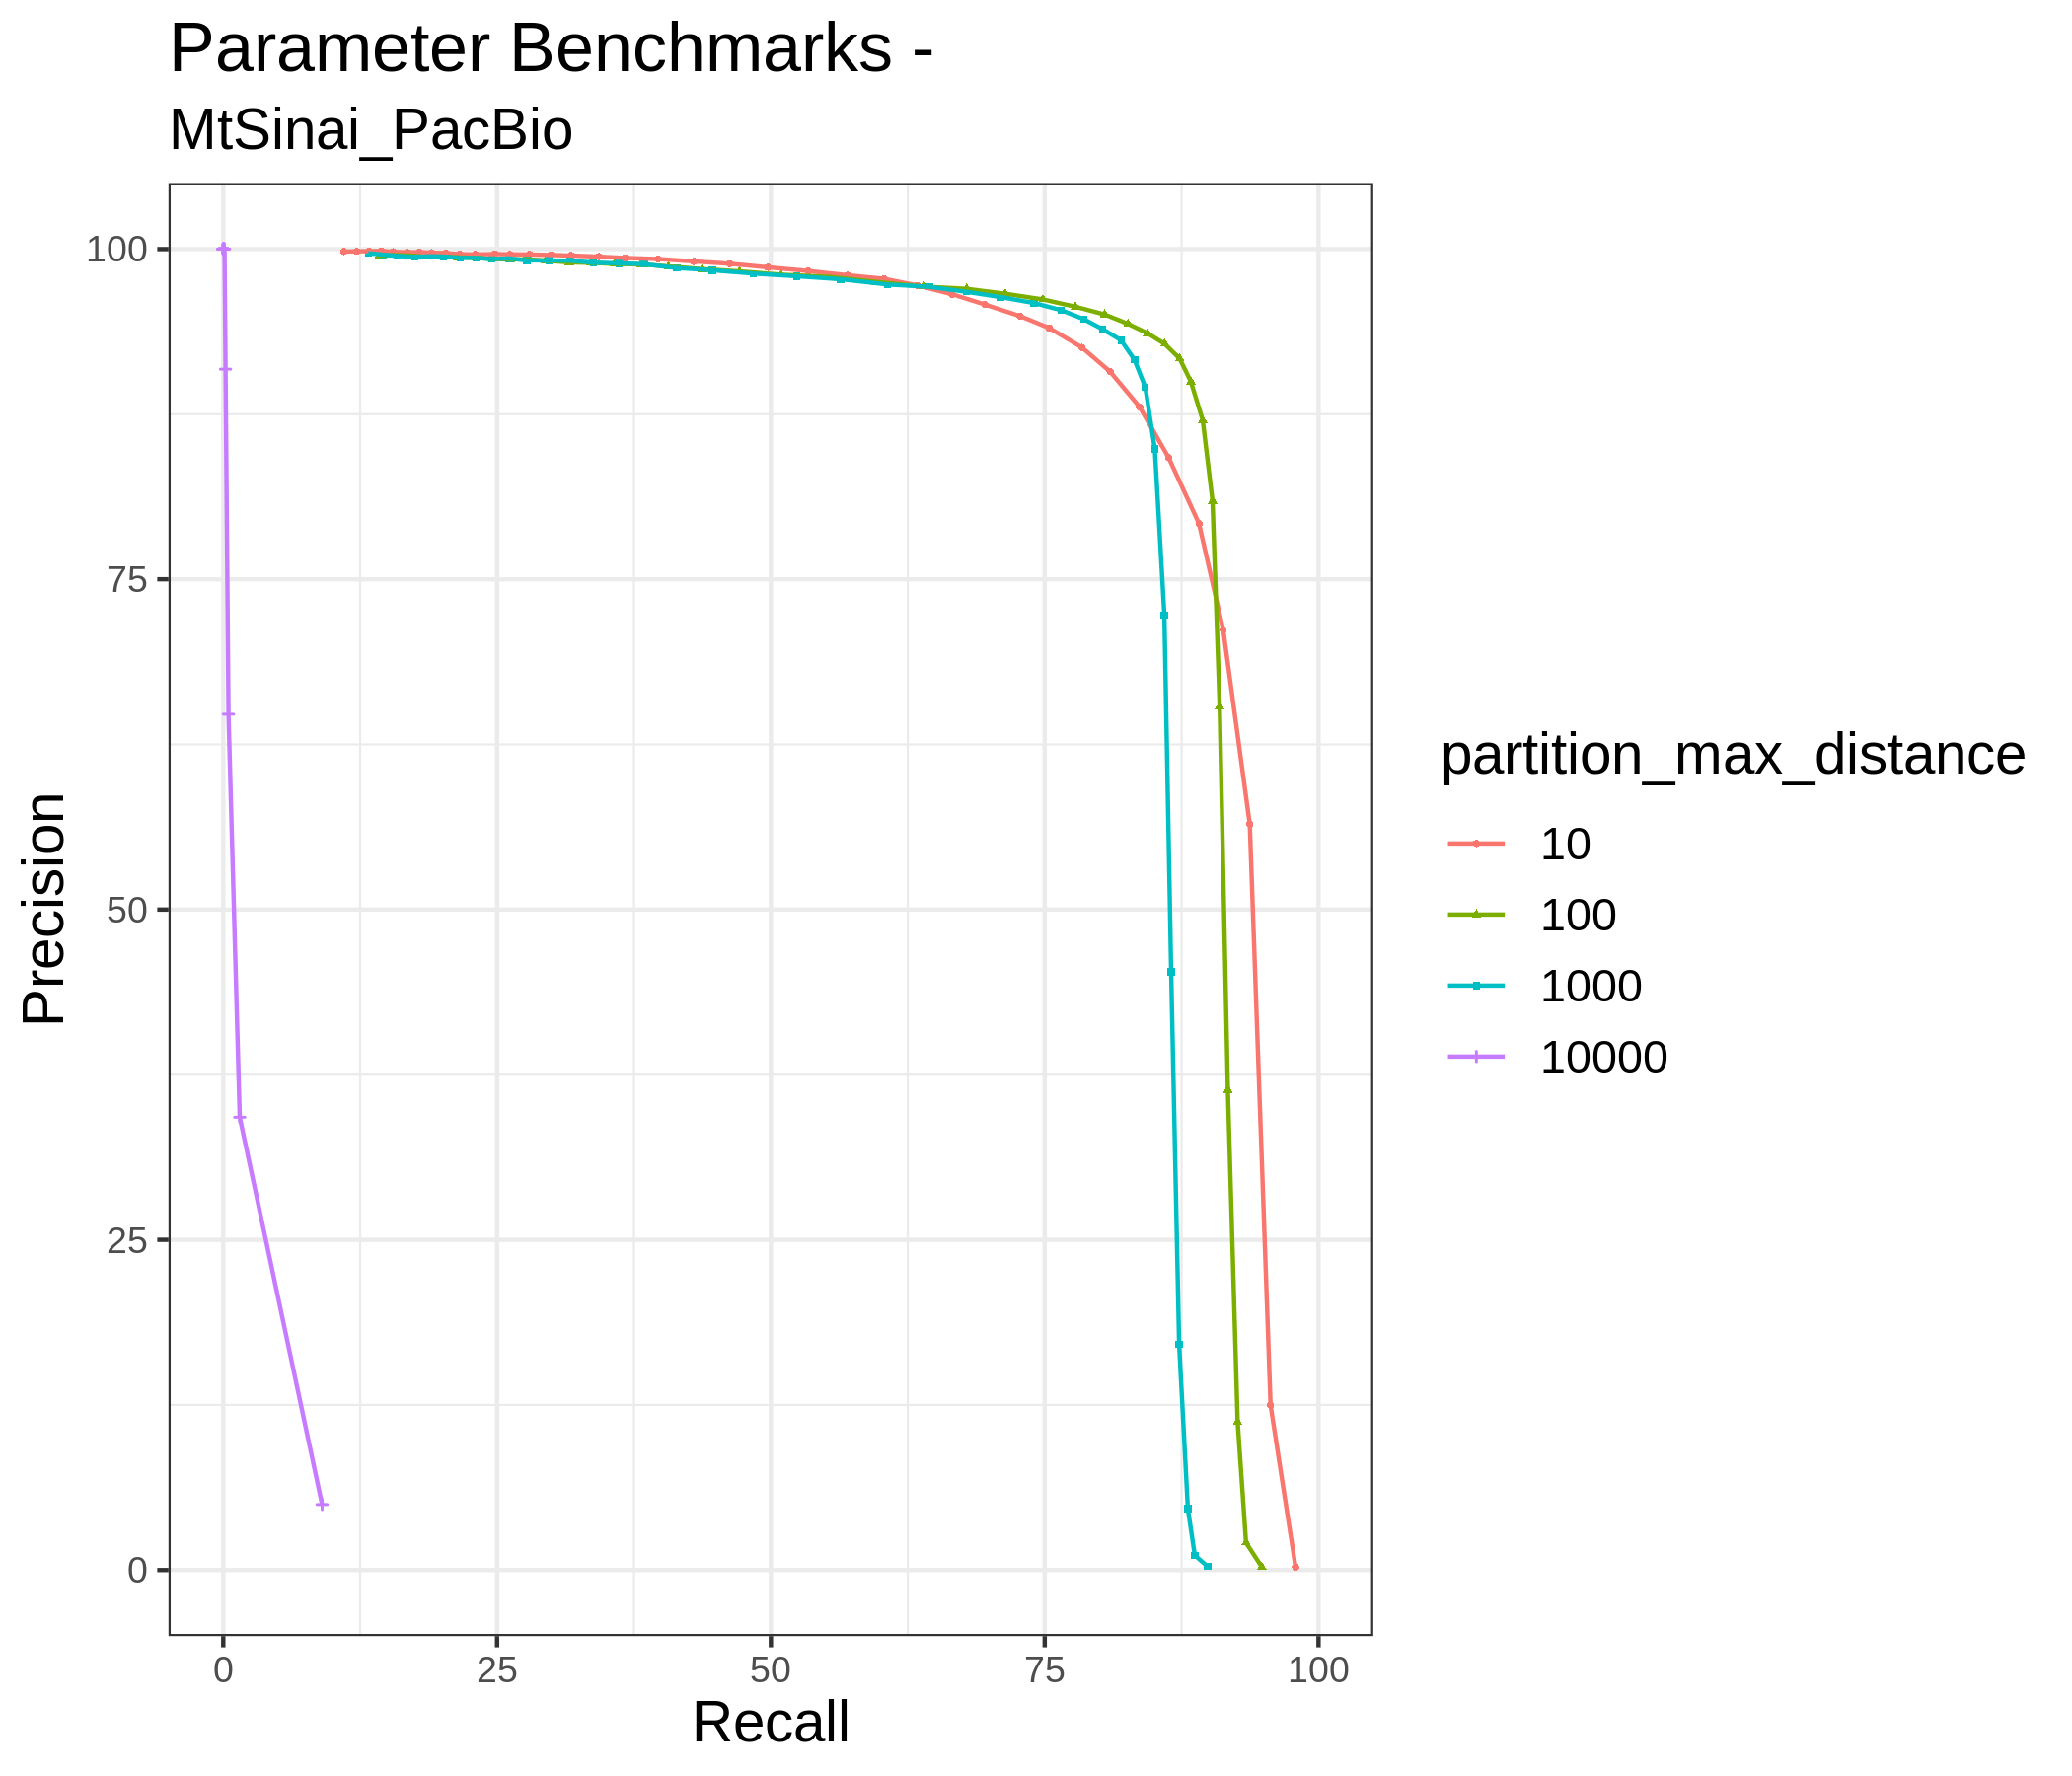 Parameter Benchmarks -
MtSinai_PacBio
100
75
50
25
0
Precision
0 25 50 75 100
Recall
partition_max_distance
10
100
1000
10000